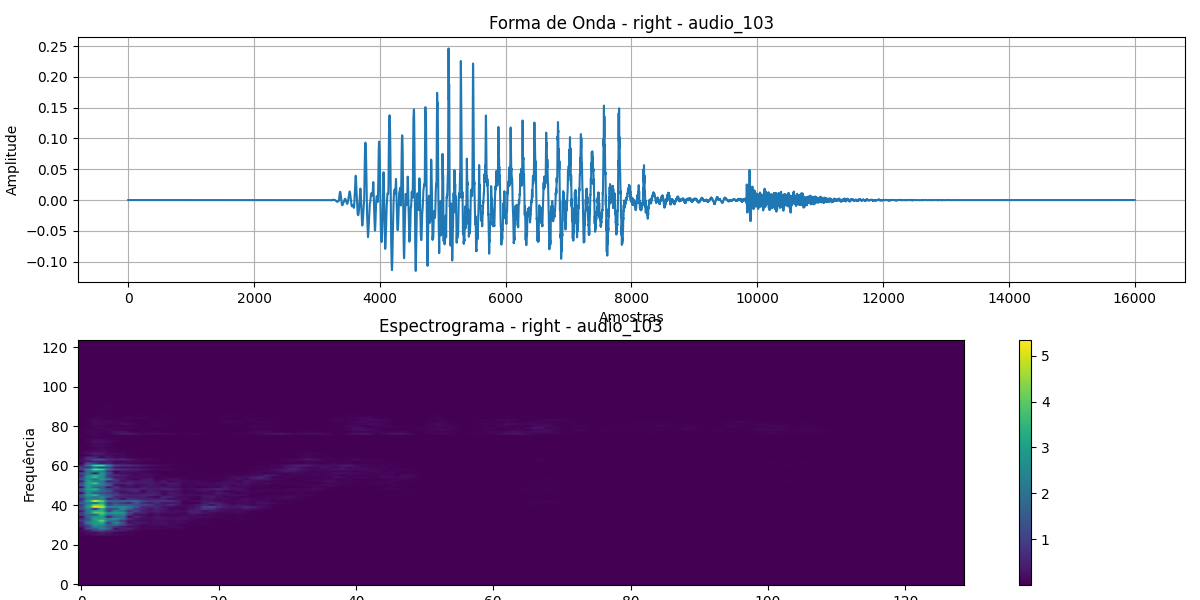 Forma de Onda - right - audio_103
0.25
0.20
0.15
0.10
0.05
0.00
−0.05
−0.10
Amplitude
0 2000 4000 6000 8000 10000 12000 14000 16000
Amostras
Espectrograma - right - audio_103
120
100
80
60
40
20
0
Frequência
0 20 40 60 80 100 120
5
4
3
2
1